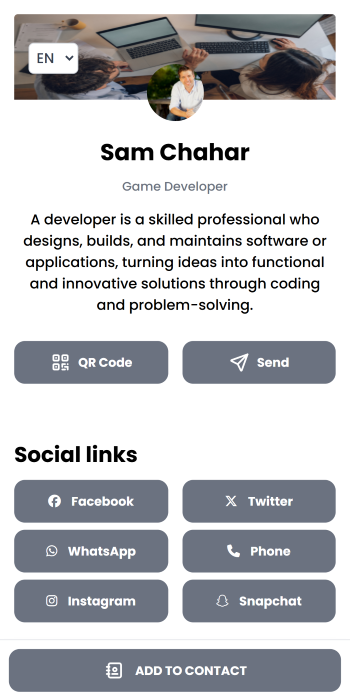 EN
Sam Chahar
Game Developer
A developer is a skilled professional who
designs, builds, and maintains software or
applications, turning ideas into functional
and innovative solutions through coding
and problem-solving.
QR Code
Send
Social links
Facebook
Twitter
WhatsApp
Phone
Instagram
Snapchat
ADD TO CONTACT